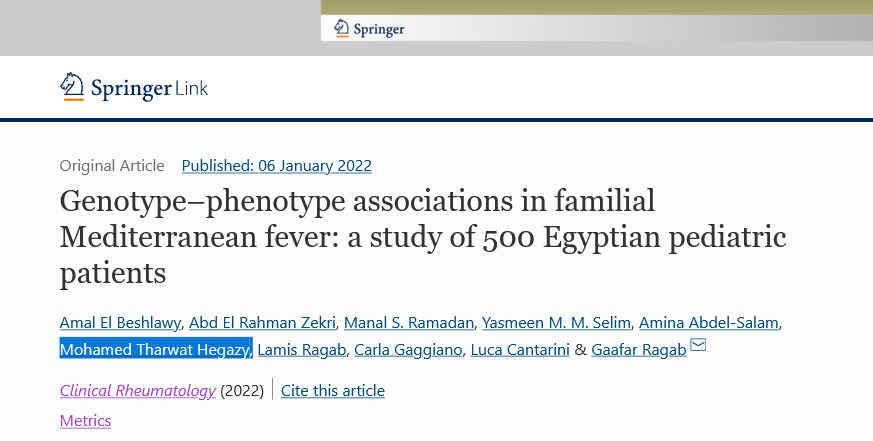 Springer
Springer Link
Original Article Published: 06 January 2022
Genotype–phenotype associations in familial
Mediterranean fever: a study of 500 Egyptian pediatric
patients
Amal El Beshlawy, Abd El Rahman Zekri, Manal S. Ramadan, Yasmeen M. M. Selim, Amina Abdel-Salam,
Mohamed Tharwat Hegazy, Lamis Ragab, Carla Gaggiano, Luca Cantarini & Gaafar Ragab
Clinical Rheumatology (2022) Cite this article
Metrics